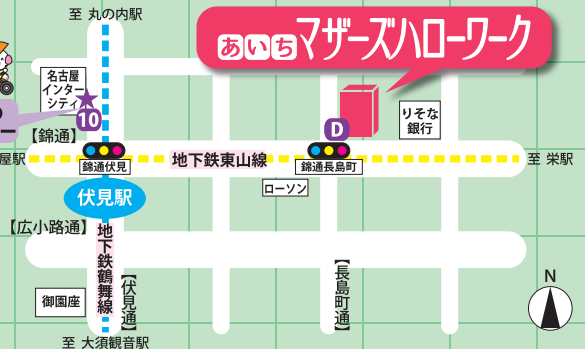 至 丸の内駅
あいち マザーズハローワーク
名古屋
インター
シティ
10
ー
【錦通】
屋駅
錦通伏見
地下鉄東山線
D
錦通長島町
りそな
銀行
至 栄駅
ローソン
伏見駅
【広小路通】
地下鉄鶴舞線
【伏見通】
【長島町通】
御園座
N
至 大須観音駅